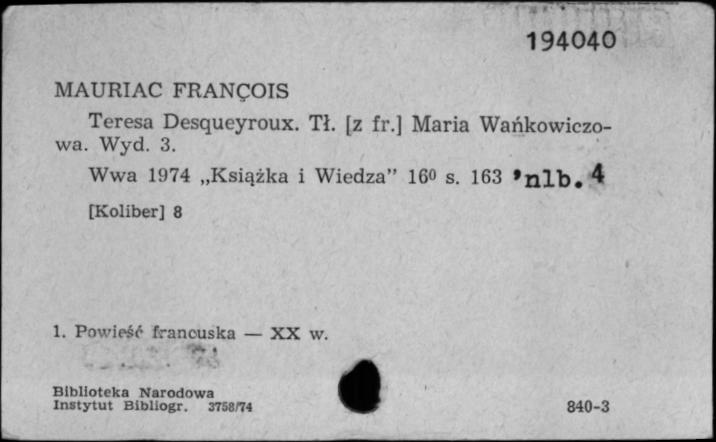 194040
MAURIAC FRANÇOIS
Teresa Desqueyroux. Tł. [z fr.] Maria Wańkowiczo-
wa. Wyd. 3.
Wwa 1974 „Książka i Wiedza” 16⁰ s. 163 ,nlb. 4
[Koliber] 8
1. Powieść francuska — XX w.
Biblioteka Narodowa
Instytut Bibliogr. 3758/74
840-3